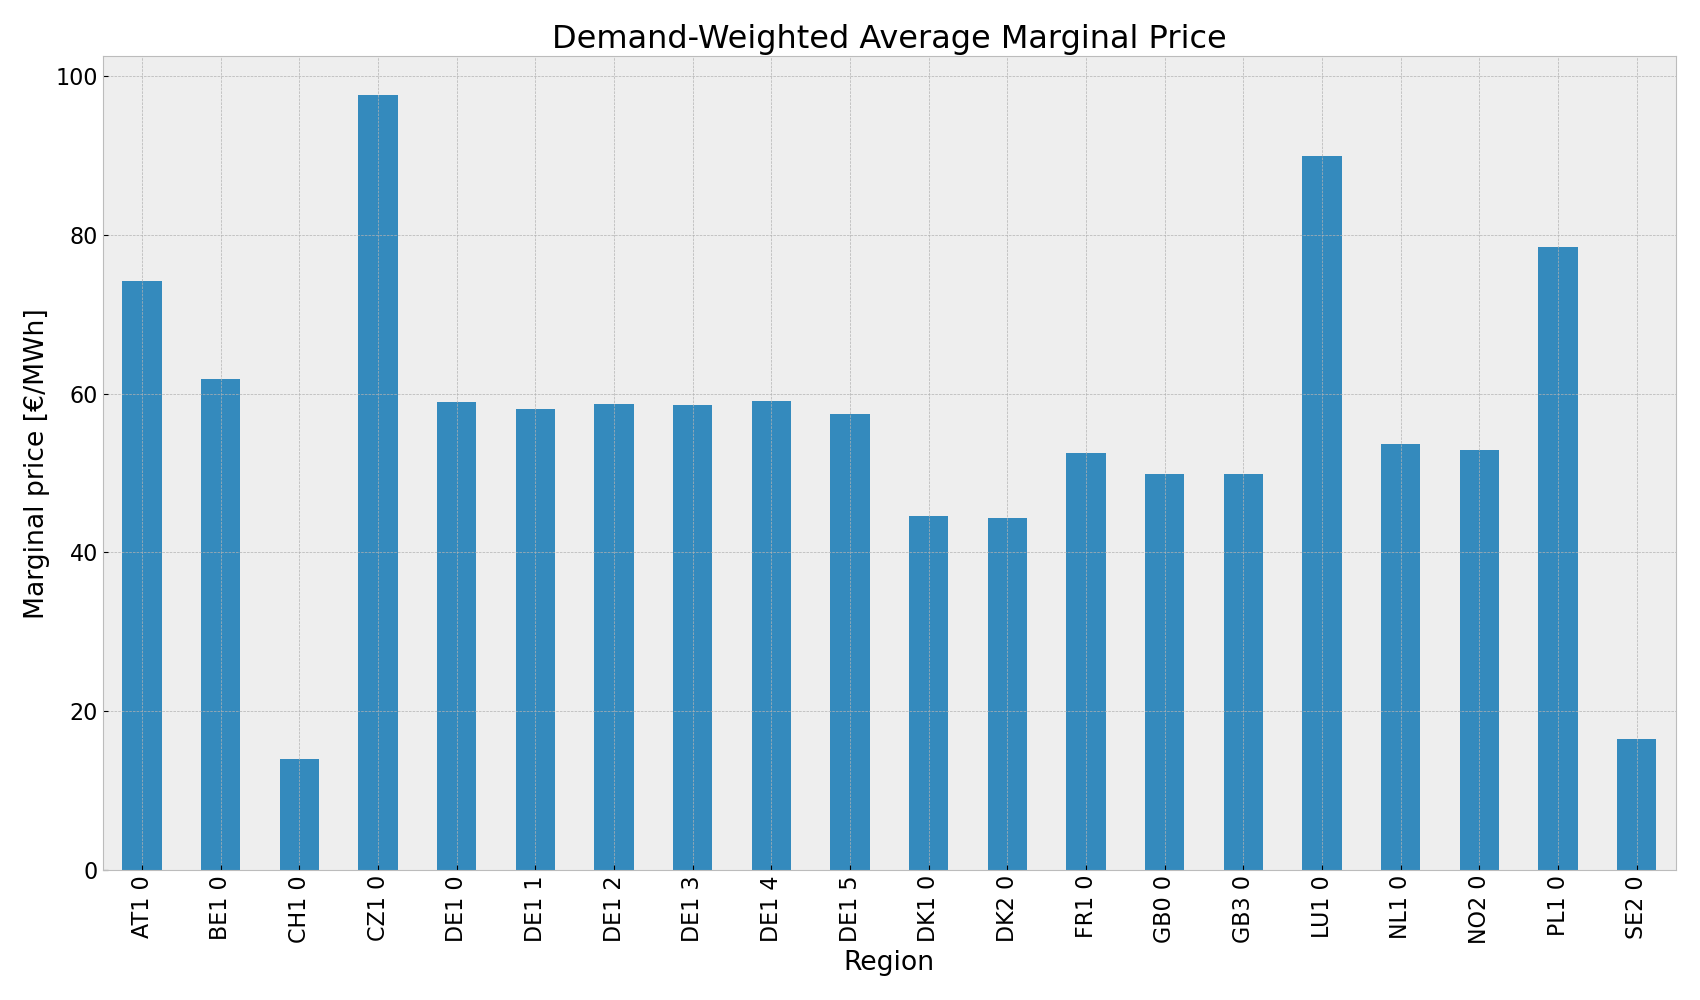 Demand-Weighted Average Marginal Price
Marginal price [€/MWh]
100
80
60
40
20
0
AT1 0
BE1 0
CH1 0
CZ1 0
DE1 0
DE1 1
DE1 2
DE1 3
DE1 4
DE1 5
DK1 0
DK2 0
FR1 0
GB0 0
GB3 0
LU1 0
NL1 0
NO2 0
PL1 0
SE2 0
Region